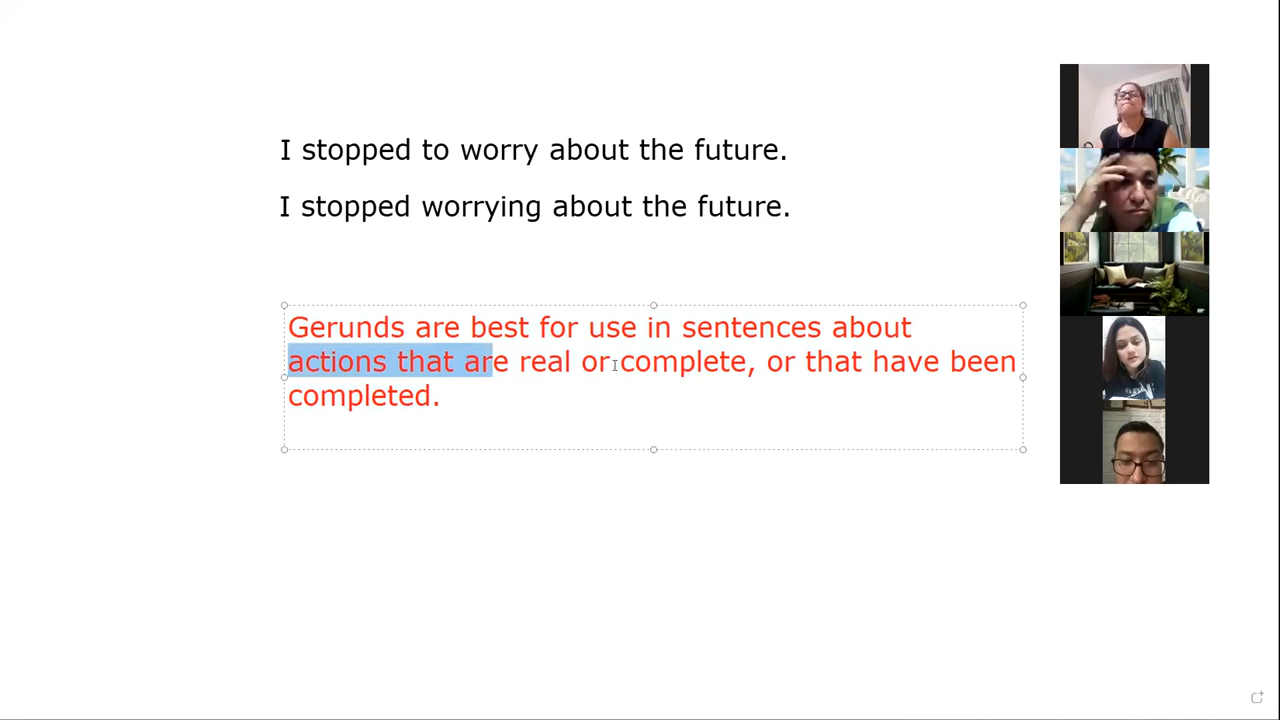 I stopped to worry about the future.
I stopped worrying about the future.
Gerunds are best for use in sentences about
actions that are real or complete, or that have been
completed.